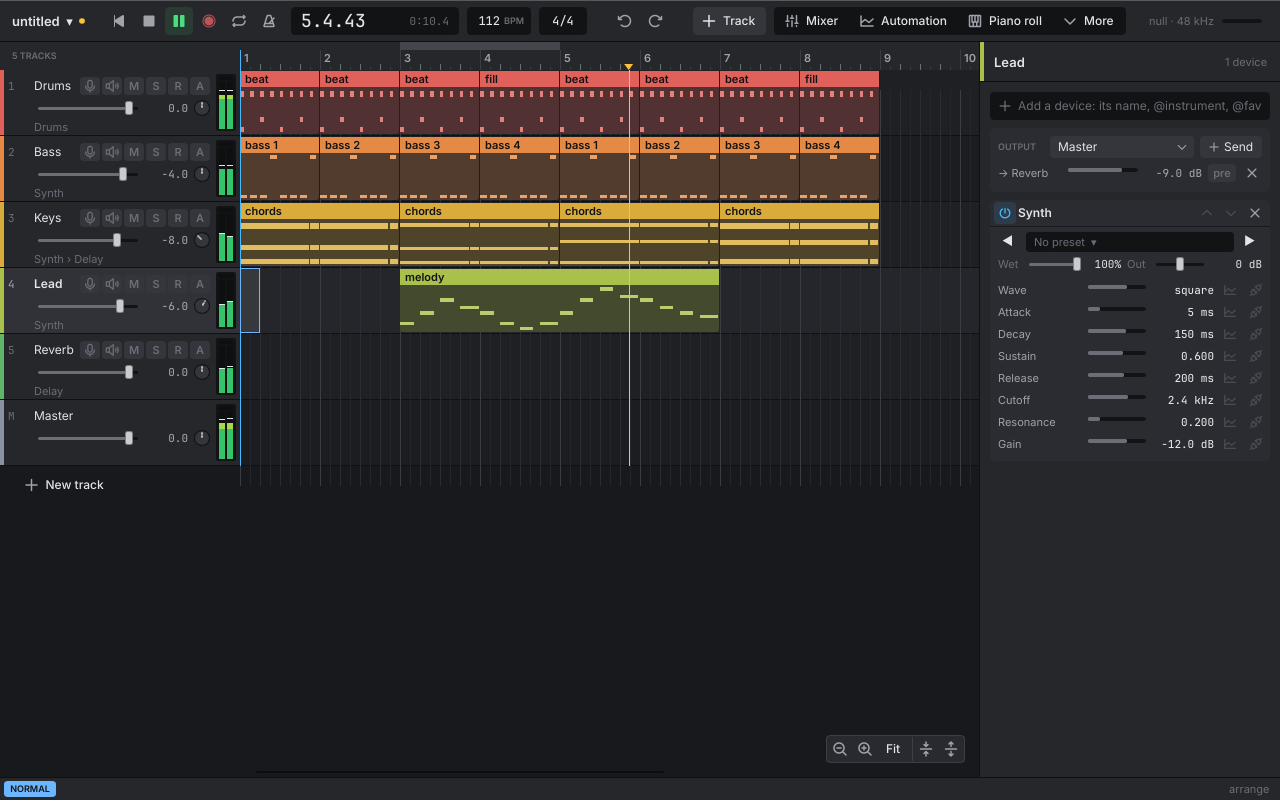 untitled ▾
5.4.43 0:10.4
112 BPM
4/4
+ Track
Mixer
Automation
Piano roll
More
null · 48 kHz
5 TRACKS
1 2 3 4 5 6 7 8 9 10
1 Drums M S R A
0.0
Drums
beat beat beat fill beat beat beat fill
2 Bass M S R A
-4.0
Synth
bass 1 bass 2 bass 3 bass 4 bass 1 bass 2 bass 3 bass 4
3 Keys M S R A
-8.0
Synth › Delay
chords chords chords chords
4 Lead M S R A
-6.0
Synth
melody
5 Reverb M S R A
0.0
Delay
M Master
0.0
+ New track
Lead 1 device
+ Add a device: its name, @instrument, @fav
OUTPUT Master + Send
→ Reverb -9.0 dB pre
Synth
No preset ▾
Wet 100% Out 0 dB
Wave square
Attack 5 ms
Decay 150 ms
Sustain 0.600
Release 200 ms
Cutoff 2.4 kHz
Resonance 0.200
Gain -12.0 dB
Fit
NORMAL
arrange